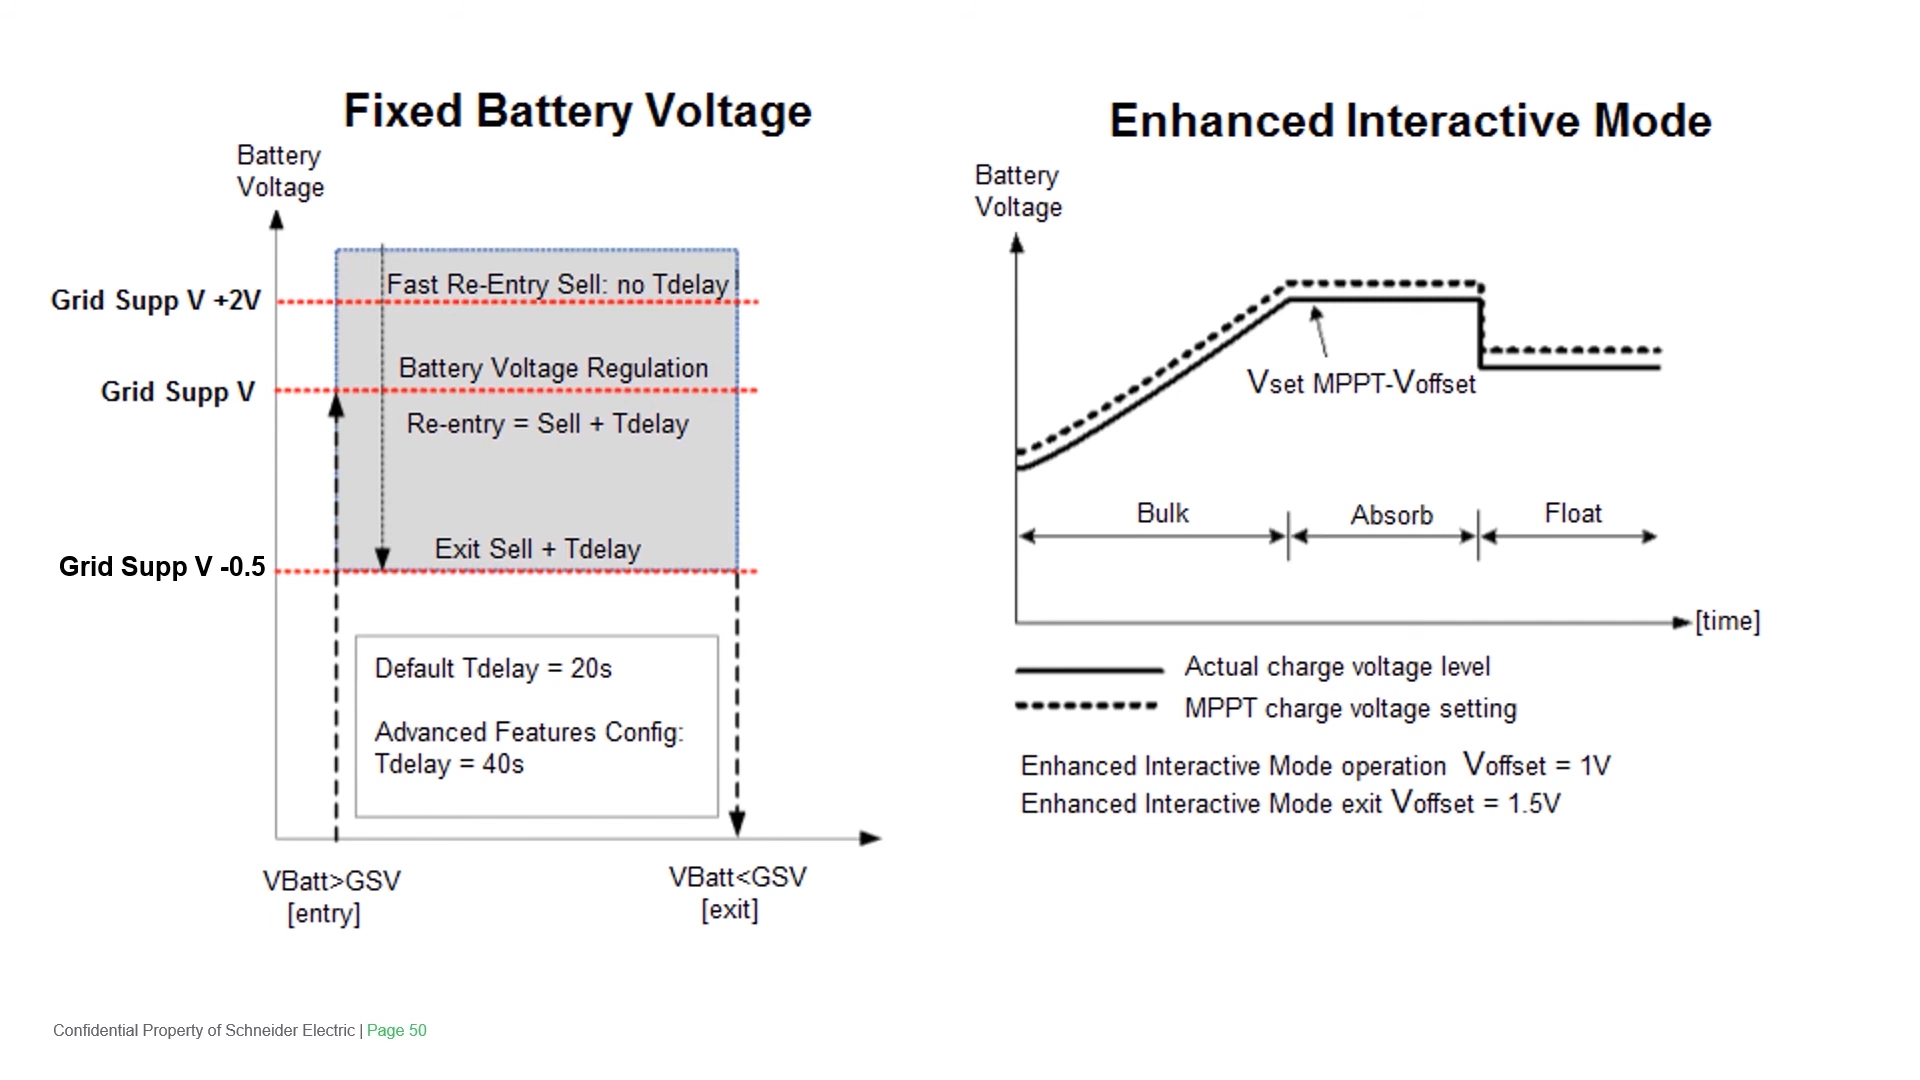 Fixed Battery Voltage
Battery
Voltage
Grid Supp V +2V
Fast Re-Entry Sell: no Tdelay
Battery Voltage Regulation
Grid Supp V
Re-entry = Sell + Tdelay
Exit Sell + Tdelay
Grid Supp V -0.5
Default Tdelay = 20s
Advanced Features Config:
Tdelay = 40s
VBatt>GSV
[entry]
VBatt<GSV
[exit]
Enhanced Interactive Mode
Battery
Voltage
Vset MPPT-Voffset
Bulk
Absorb
Float
[time]
Actual charge voltage level
MPPT charge voltage setting
Enhanced Interactive Mode operation Voffset = 1V
Enhanced Interactive Mode exit Voffset = 1.5V
Confidential Property of Schneider Electric | Page 50